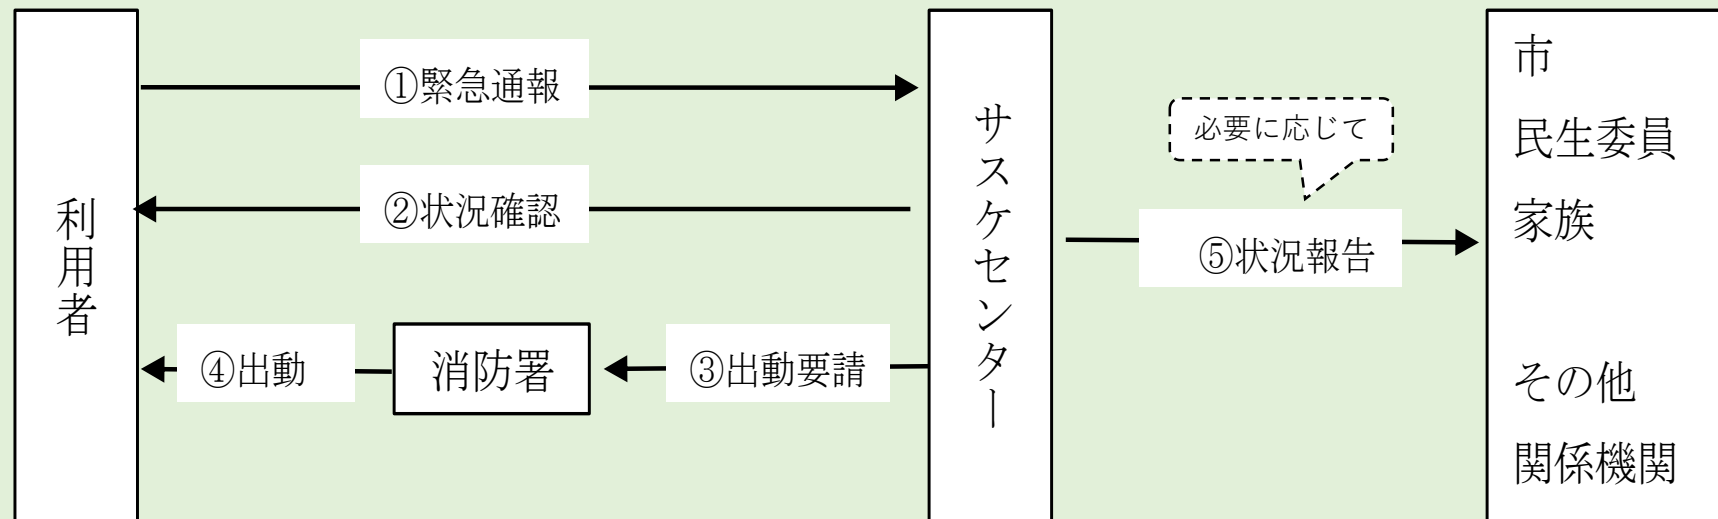 利用者
①緊急通報
②状況確認
④出動
消防署
③出動要請
サスケセンター
必要に応じて
⑤状況報告
市
民生委員
家族
その他
関係機関